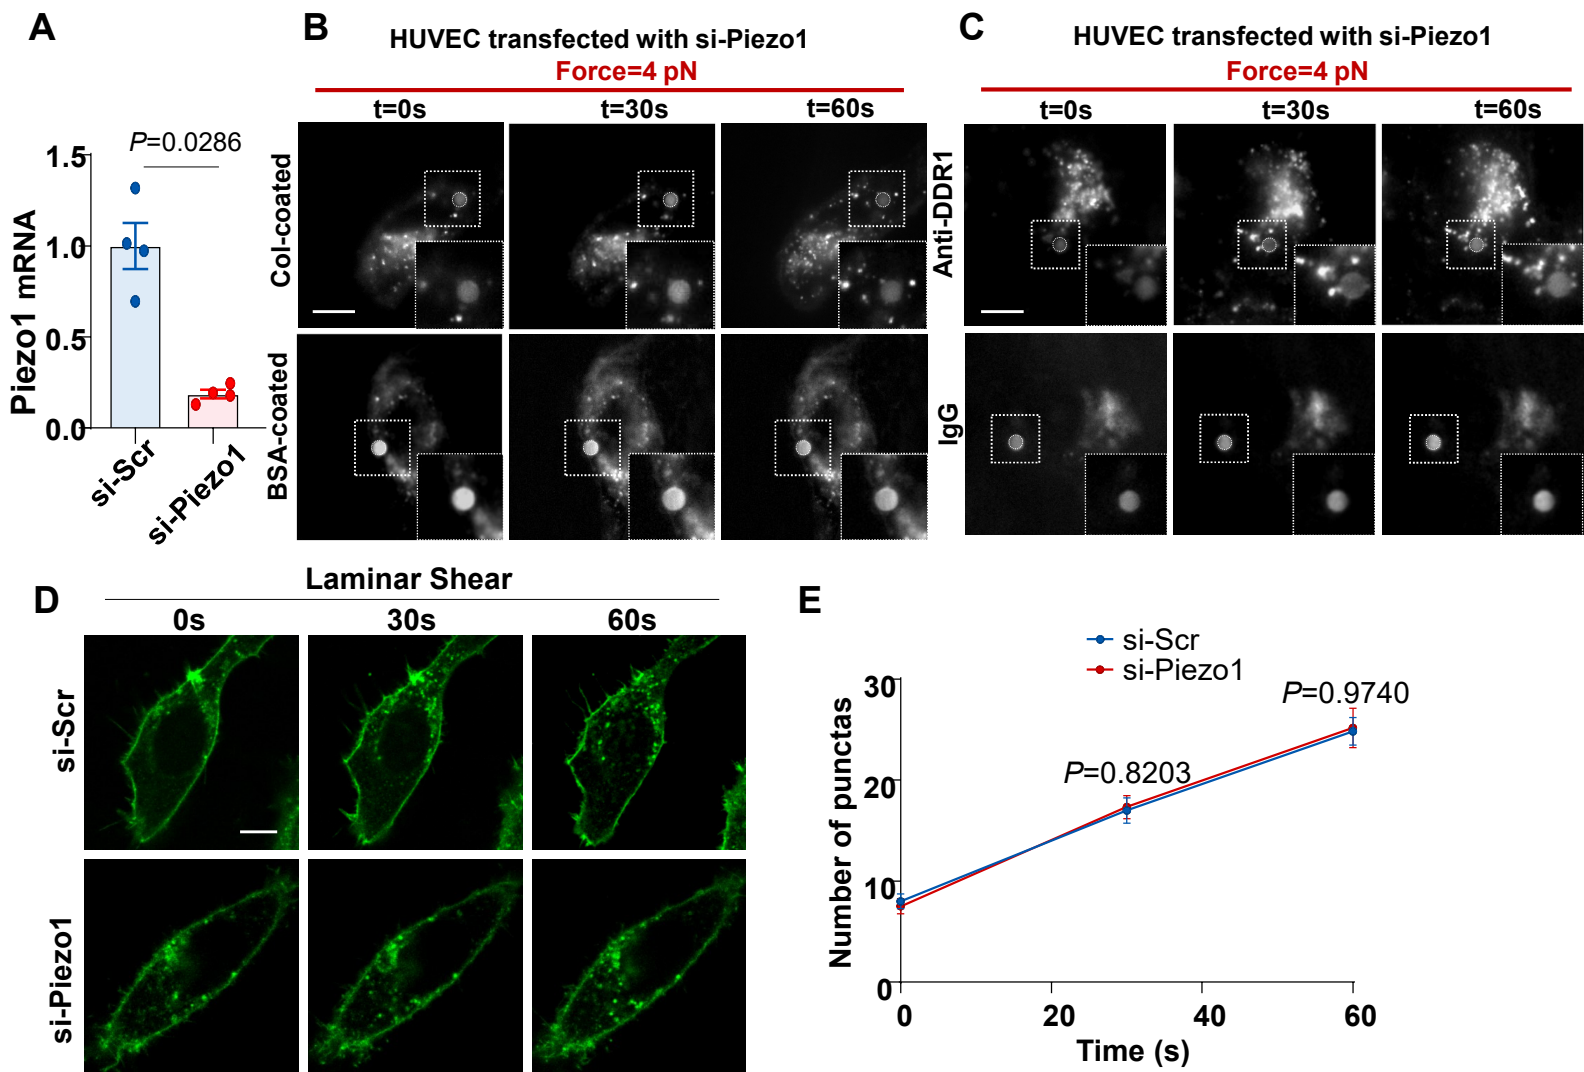 A
P=0.0286
1.5
1.0
0.5
0.0
Piezo1 mRNA
si-Scr
si-Piezo1
B
HUVEC transfected with si-Piezo1
Force=4 pN
t=0s
t=30s
t=60s
Col-coated
BSA-coated
C
HUVEC transfected with si-Piezo1
Force=4 pN
t=0s
t=30s
t=60s
Anti-DDR1
IgG
D
Laminar Shear
0s
30s
60s
si-Scr
si-Piezo1
E
si-Scr
si-Piezo1
P=0.9740
P=0.8203
30
20
10
0
Number of punctas
0
20
40
60
Time (s)